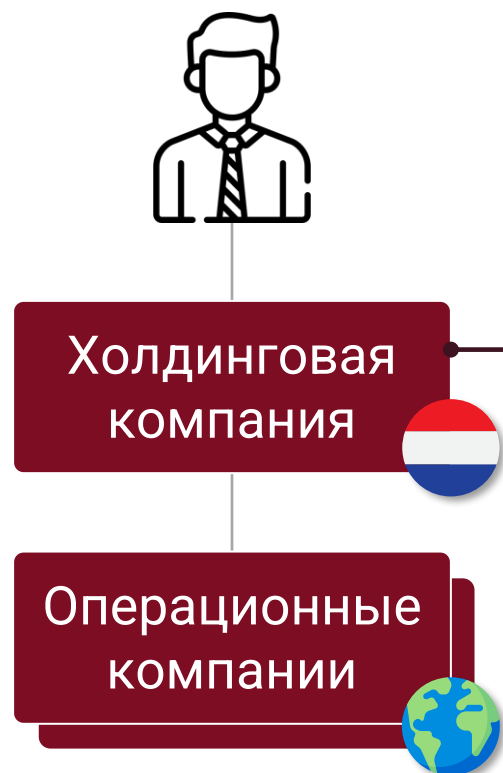 Холдинговая
компания
Операционные
компании